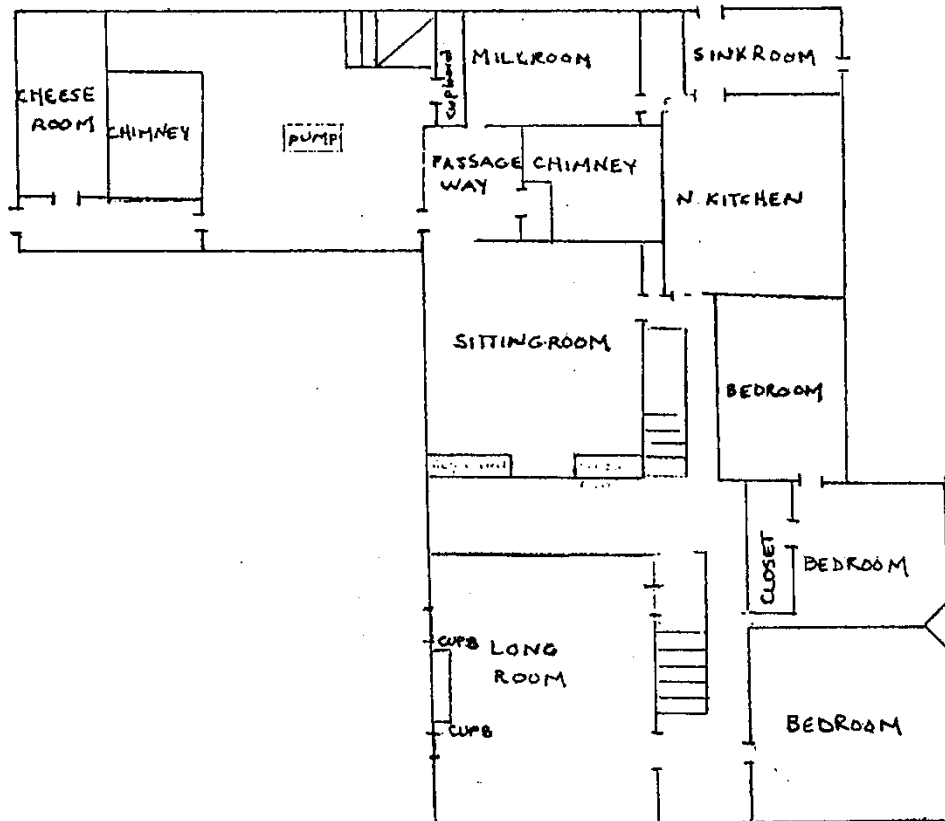 MILKROOM
SINKROOM
CUPBOARD
CHEESE
ROOM
CHIMNEY
PUMP
PASSAGE
WAY
CHIMNEY
N. KITCHEN
SITTING ROOM
BEDROOM
CLOSET
BEDROOM
CUPB
LONG
ROOM
CUPB
BEDROOM